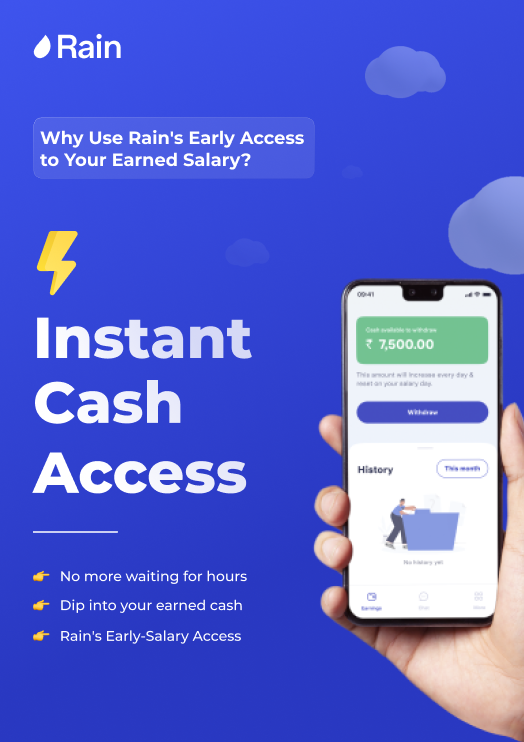 Rain
Why Use Rain's Early Access
to Your Earned Salary?
Instant
Cash
Access
No more waiting for hours
Dip into your earned cash
Rain's Early-Salary Access
09:41
Cash available to withdraw
₹ 7,500.00
This amount will increase every day &
reset on your salary day.
Withdraw
History
This month
No history yet
Earnings